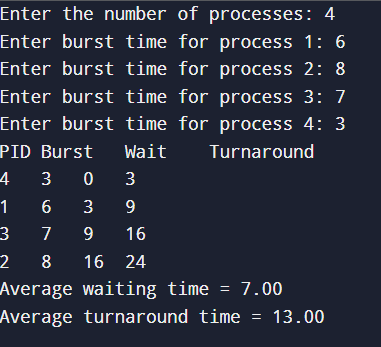 Enter the number of processes: 4
Enter burst time for process 1: 6
Enter burst time for process 2: 8
Enter burst time for process 3: 7
Enter burst time for process 4: 3
PID Burst   Wait    Turnaround
4   3   0   3
1   6   3   9
3   7   9   16
2   8   16  24
Average waiting time = 7.00
Average turnaround time = 13.00